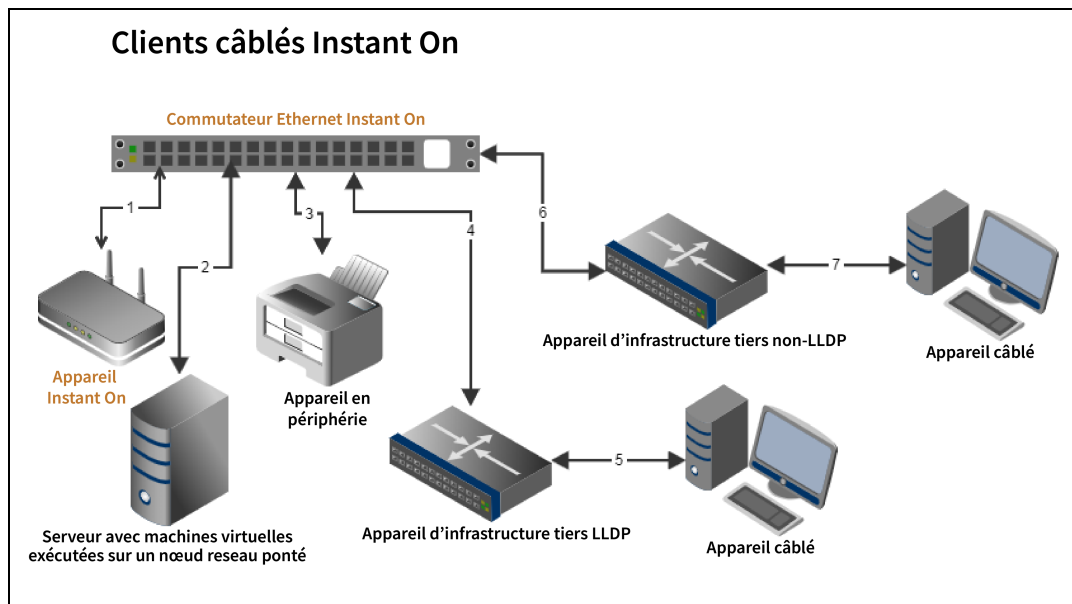 Clients câblés Instant On
Commutateur Ethernet Instant On
1
2
3
4
6
7
Appareil
Instant On
Appareil en
périphérie
Appareil d’infrastructure tiers non-LLDP
Appareil câblé
5
Serveur avec machines virtuelles
exécutées sur un nœud reseau ponté
Appareil d’infrastructure tiers LLDP
Appareil câblé